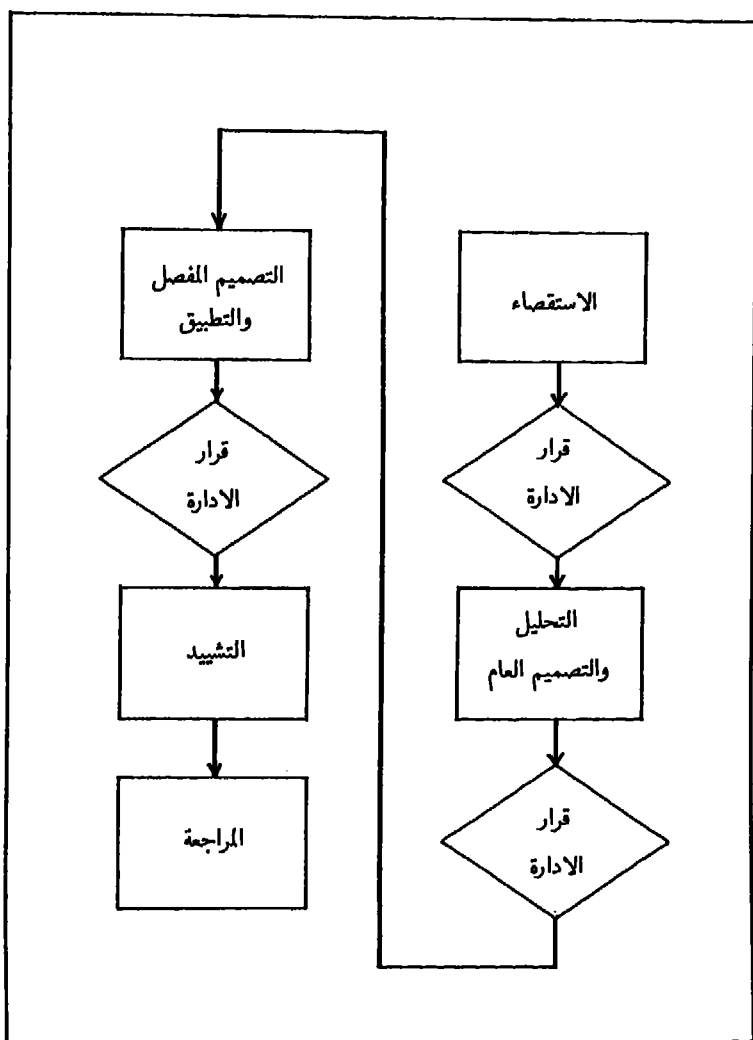 الاستقصاء
قرار
الادارة
التحليل
والتصميم العام
قرار
الادارة
التصميم المفصل
والتطبيق
قرار
الادارة
التشييد
المراجعة